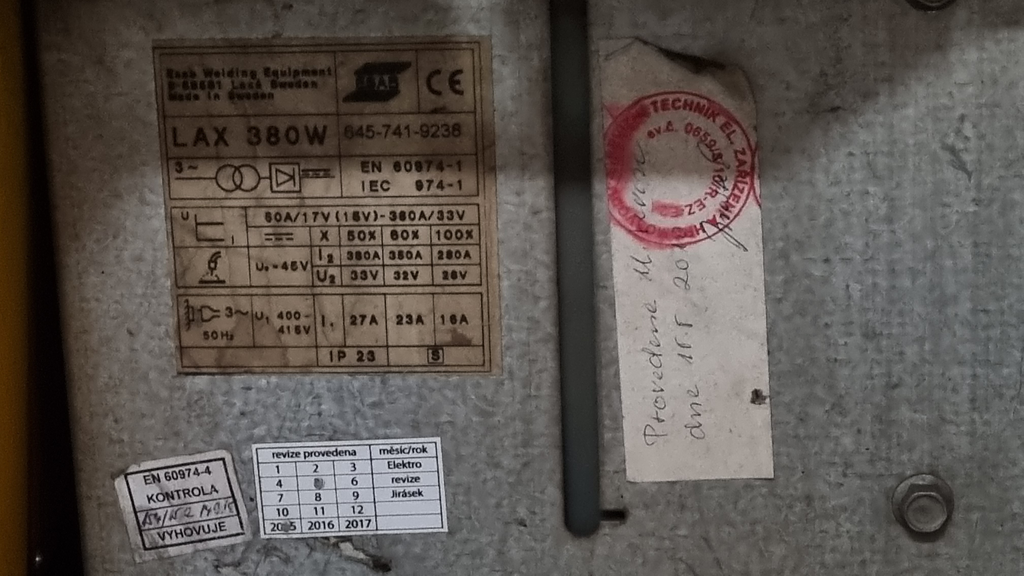 Esab Welding Equipment
S-69581 Laxå Sweden
Made in Sweden
ESAB
CE
LAX 380W
645-741-9238
3~
EN 60974-1
IEC 974-1
60A/17V (15V)-380A/33V
X 50% 60% 100%
I2 380A 350A 280A
U0=45V
U2 33V 32V 28V
3~ 50Hz
U1 400-415V
I1 27A 23A 16A
IP 23
S
EN 60974-4
KONTROLA
VYHOVUJE
revize provedena měsíc/rok
1 2 3 Elektro
4 6 revize
7 8 9 Jirásek
10 11 12
2016 2017
TECHNIK EL. ZAŘÍZENÍ
Provedena
dne